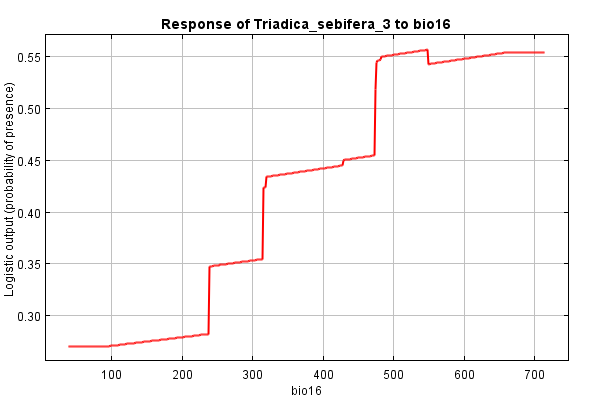 Response of Triadica_sebifera_3 to bio16
Logistic output (probability of presence)
0.55
0.50
0.45
0.40
0.35
0.30
100 200 300 400 500 600 700
bio16